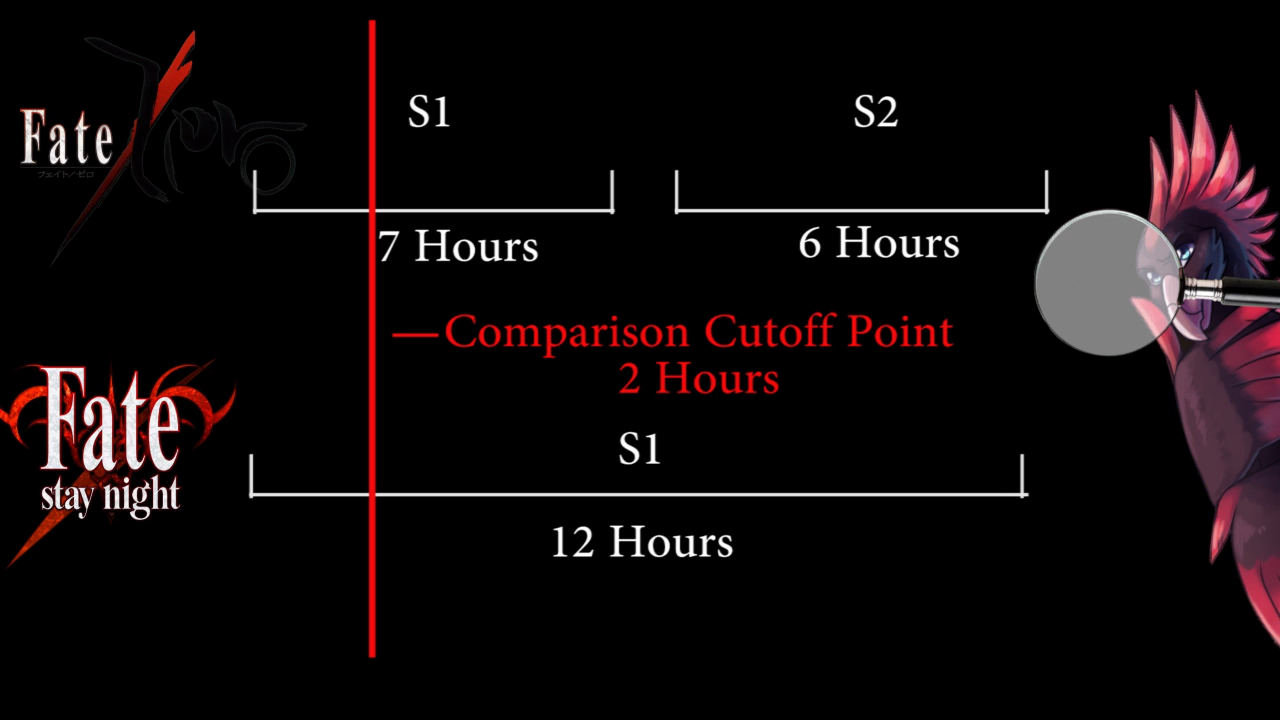 Fate
Zero
フェイト/ゼロ
S1
S2
7 Hours
6 Hours
—Comparison Cutoff Point
2 Hours
Fate
stay night
S1
12 Hours